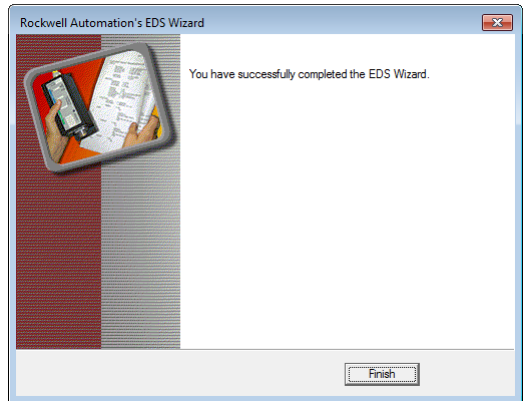 Rockwell Automation's EDS Wizard
You have successfully completed the EDS Wizard.
Finish